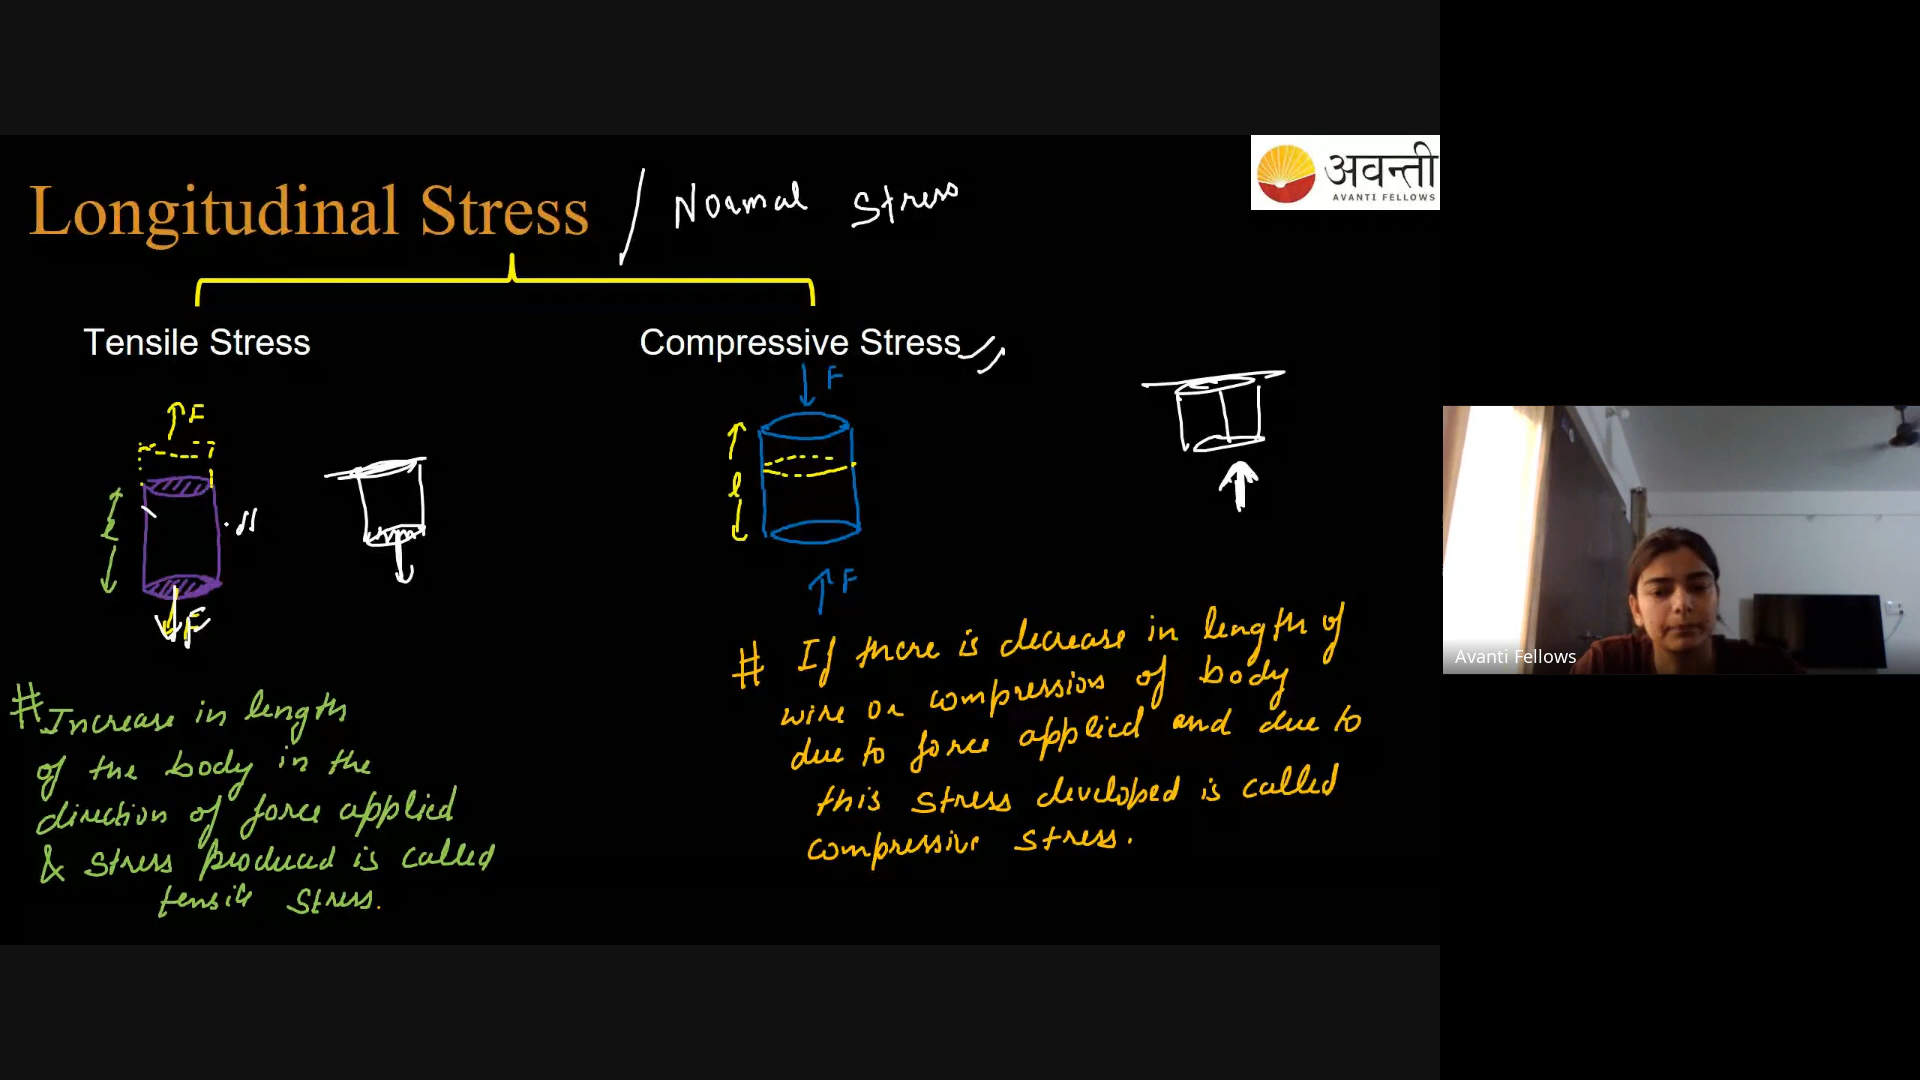 अवन्ती
AVANTI FELLOWS
Longitudinal Stress / Normal Stress
Tensile Stress
Compressive Stress
F
F
l
F
F
l
F
# Increase in length
of the body in the
direction of force applied
& stress produced is called
tensile stress.
# If there is decrease in length of
wire or compression of body
due to force applied and due to
this stress developed is called
compressive stress.
Avanti Fellows